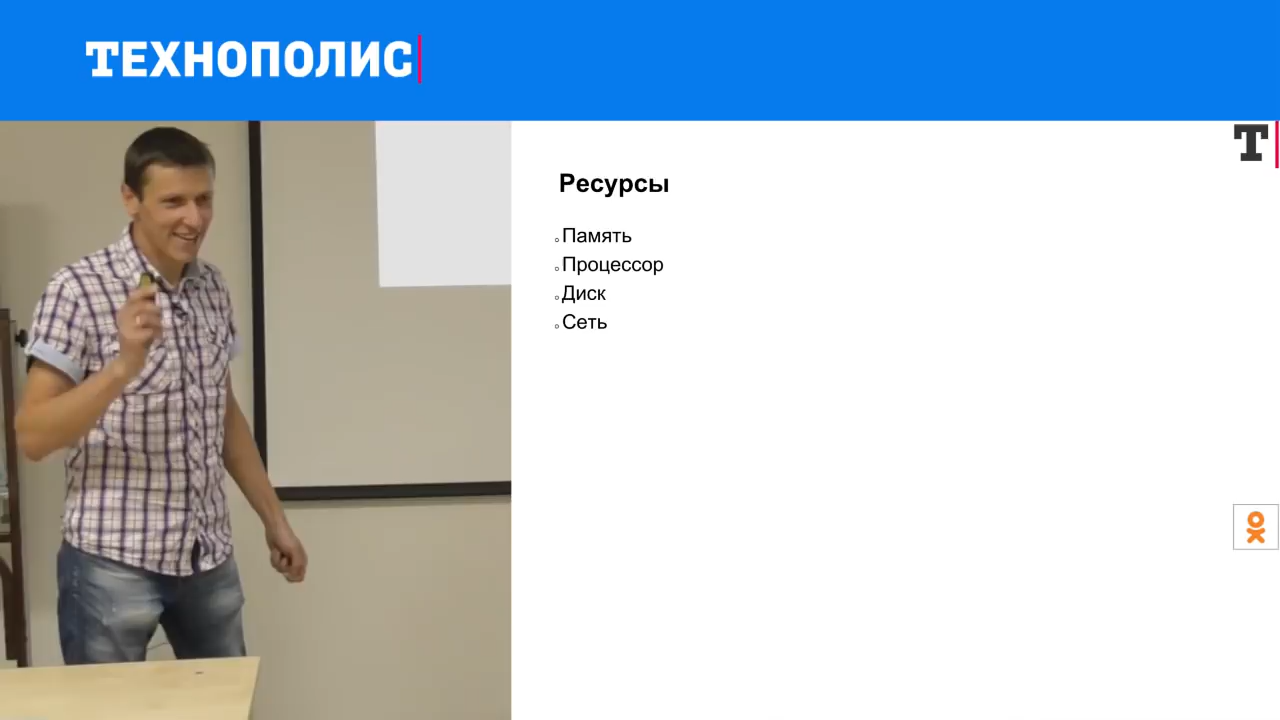 ТЕХНОПОЛИС
Т
Ресурсы
Память
Процессор
Диск
Сеть